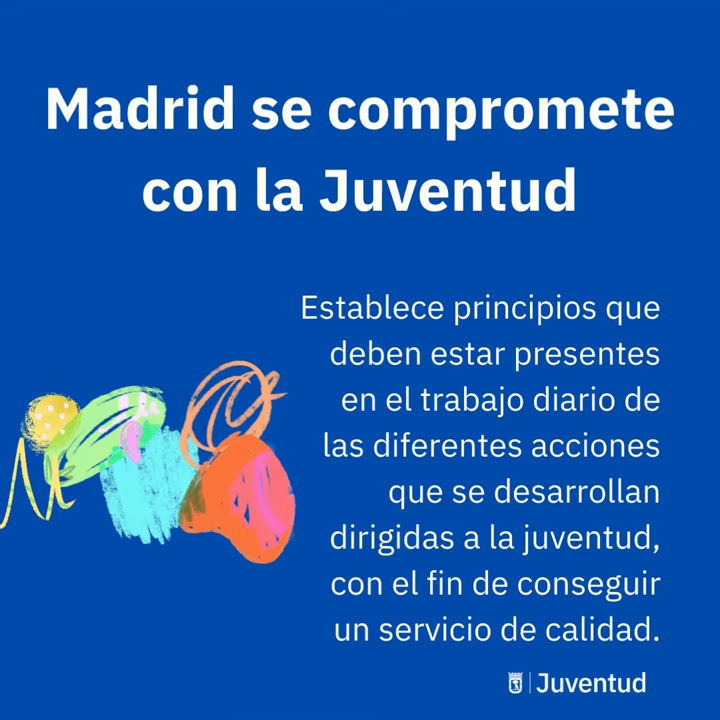 Madrid se compromete
con la Juventud
Establece principios que
deben estar presentes
en el trabajo diario de
las diferentes acciones
que se desarrollan
dirigidas a la juventud,
con el fin de conseguir
un servicio de calidad.
Juventud